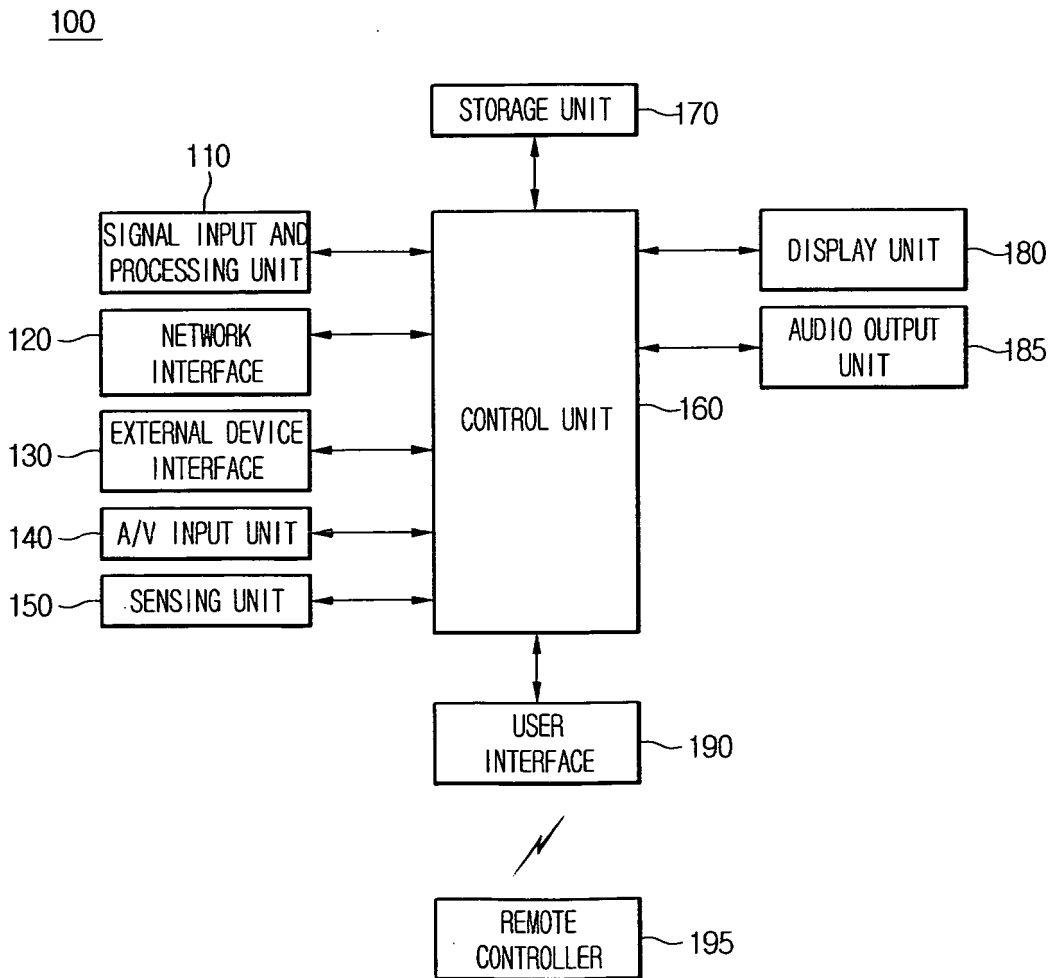 100
STORAGE UNIT
170
110
SIGNAL INPUT AND
PROCESSING UNIT
DISPLAY UNIT
180
120
NETWORK
INTERFACE
AUDIO OUTPUT
UNIT
185
CONTROL UNIT
160
130
EXTERNAL DEVICE
INTERFACE
140
A/V INPUT UNIT
150
SENSING UNIT
USER
INTERFACE
190
REMOTE
CONTROLLER
195